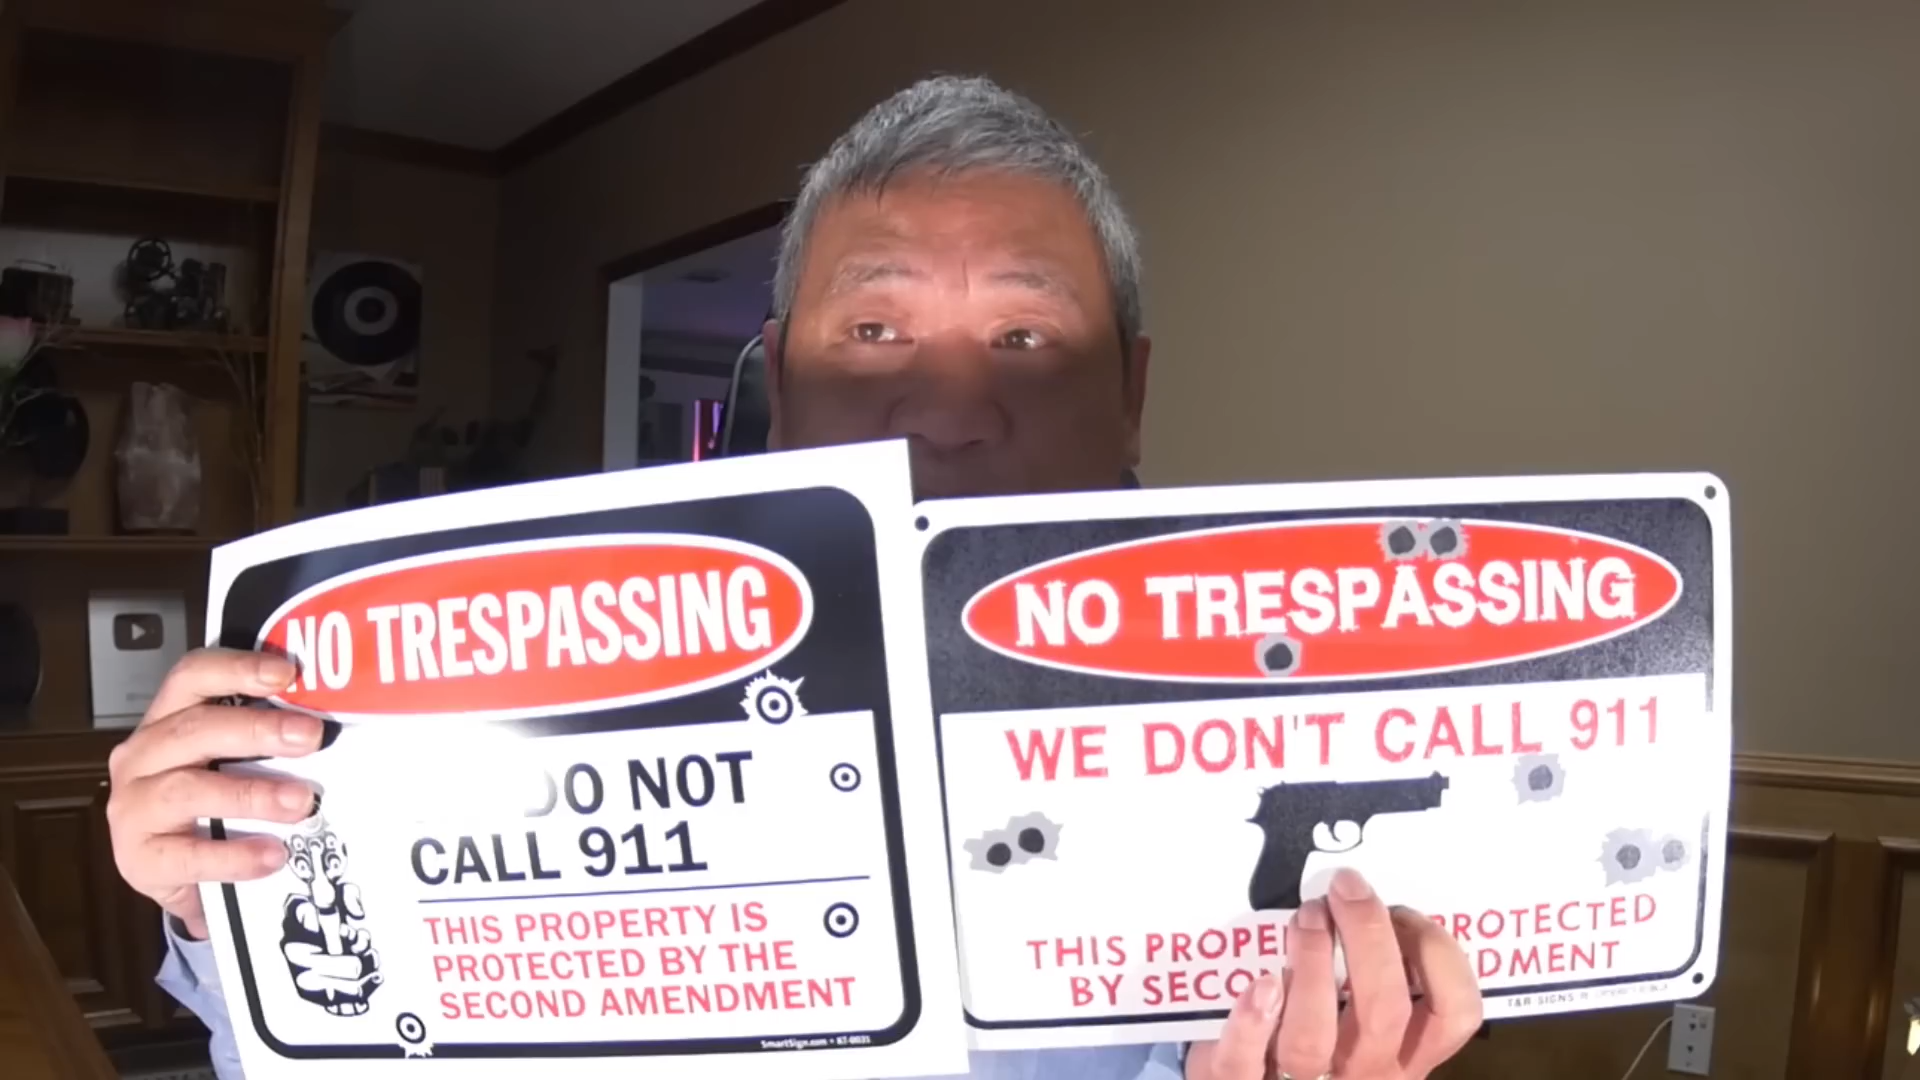 NO TRESPASSING
DO NOT
CALL 911
THIS PROPERTY IS
PROTECTED BY THE
SECOND AMENDMENT
SmartSign.com •
NO TRESPASSING
WE DON'T CALL 911
THIS PROPE ROTECTED
BY SECO DMENT
T&R SIGNS